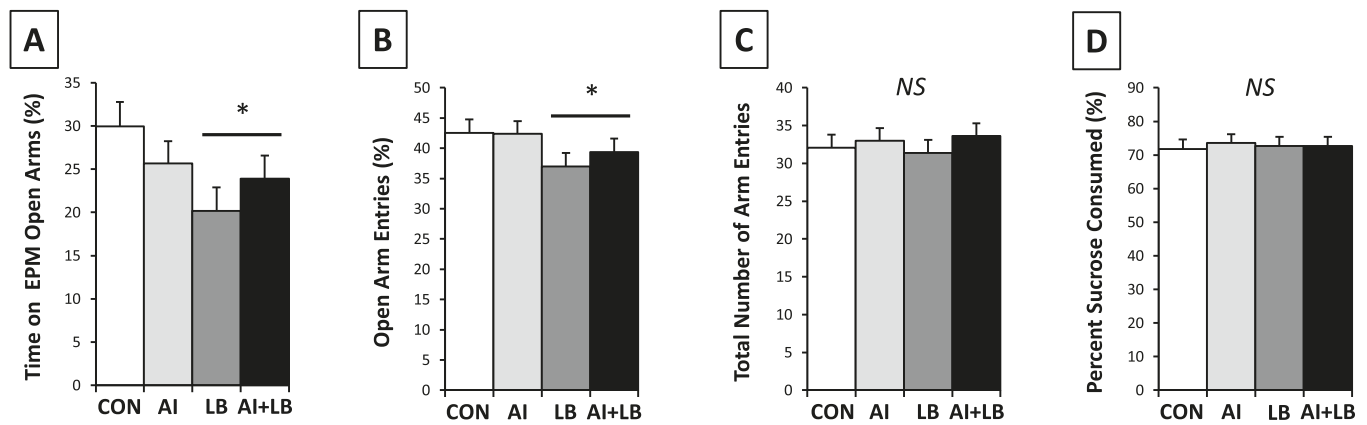 A
Time on EPM Open Arms (%)
35
30
25
20
15
10
5
0
*
CON AI LB AI+LB
B
Open Arm Entries (%)
50
45
40
35
30
25
20
15
10
5
0
*
CON AI LB AI+LB
C
Total Number of Arm Entries
40
35
30
25
20
15
10
5
0
NS
CON AI LB AI+LB
D
Percent Sucrose Consumed (%)
90
80
70
60
50
40
30
20
10
0
NS
CON AI LB AI+LB